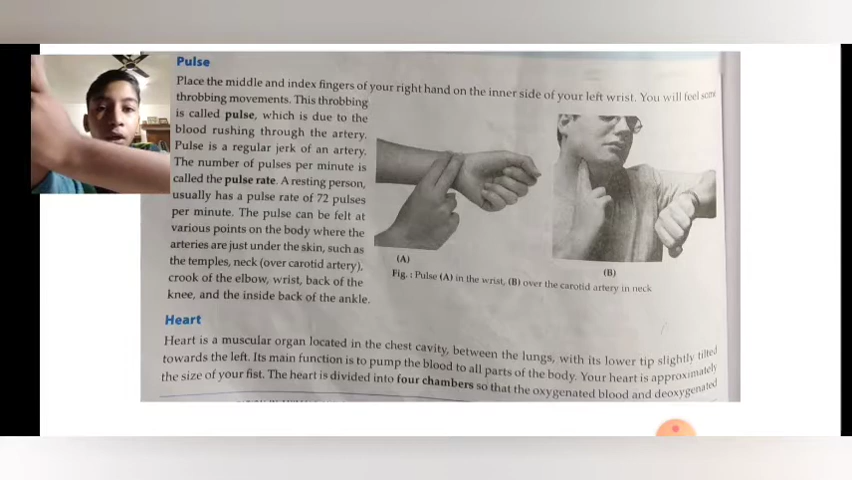 Pulse
Place the middle and index fingers of your right hand on the inner side of your left wrist. You will feel some
throbbing movements. This throbbing
is called pulse, which is due to the
blood rushing through the artery.
Pulse is a regular jerk of an artery.
The number of pulses per minute is
called the pulse rate. A resting person,
usually has a pulse rate of 72 pulses
per minute. The pulse can be felt at
various points on the body where the
arteries are just under the skin, such as
the temples, neck (over carotid artery),
crook of the elbow, wrist, back of the
knee, and the inside back of the ankle.
(A)
(B)
Fig. : Pulse (A) in the wrist, (B) over the carotid artery in neck
Heart
Heart is a muscular organ located in the chest cavity, between the lungs, with its lower tip slightly tilted
towards the left. Its main function is to pump the blood to all parts of the body. Your heart is approximately
the size of your fist. The heart is divided into four chambers so that the oxygenated blood and deoxygenated